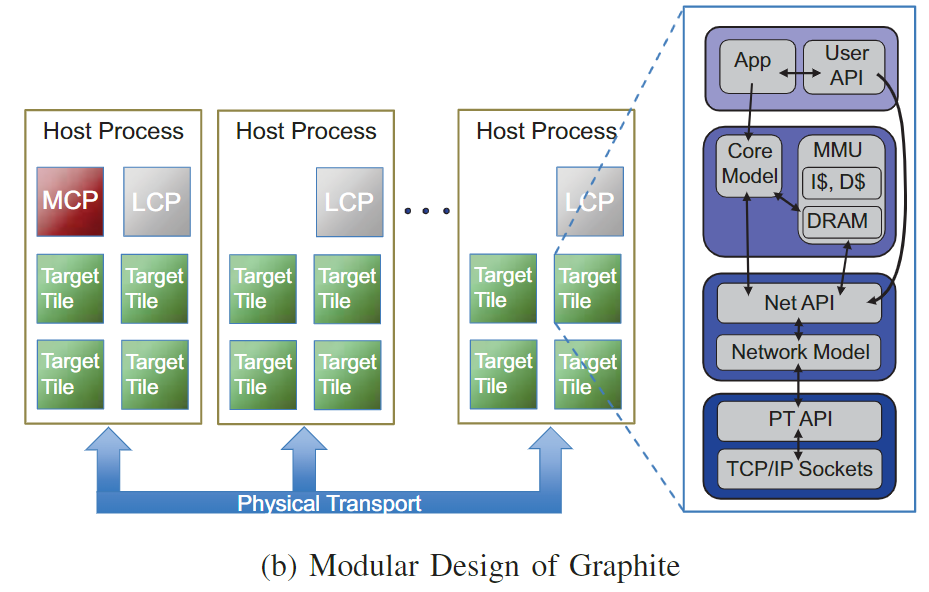 Host Process
MCP
LCP
Target
Tile
Target
Tile
Target
Tile
Target
Tile
Host Process
LCP
Target
Tile
Target
Tile
Target
Tile
Target
Tile
Host Process
LCP
Target
Tile
Target
Tile
Target
Tile
Target
Tile
Physical Transport
App
User
API
Core
Model
MMU
I$, D$
DRAM
Net API
Network Model
PT API
TCP/IP Sockets
(b) Modular Design of Graphite